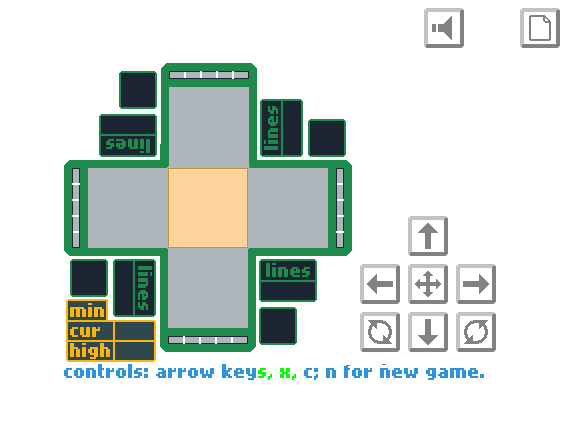 lines
lines
lines
lines
min
cur
high
controls: arrow keys, x, c; n for new game.